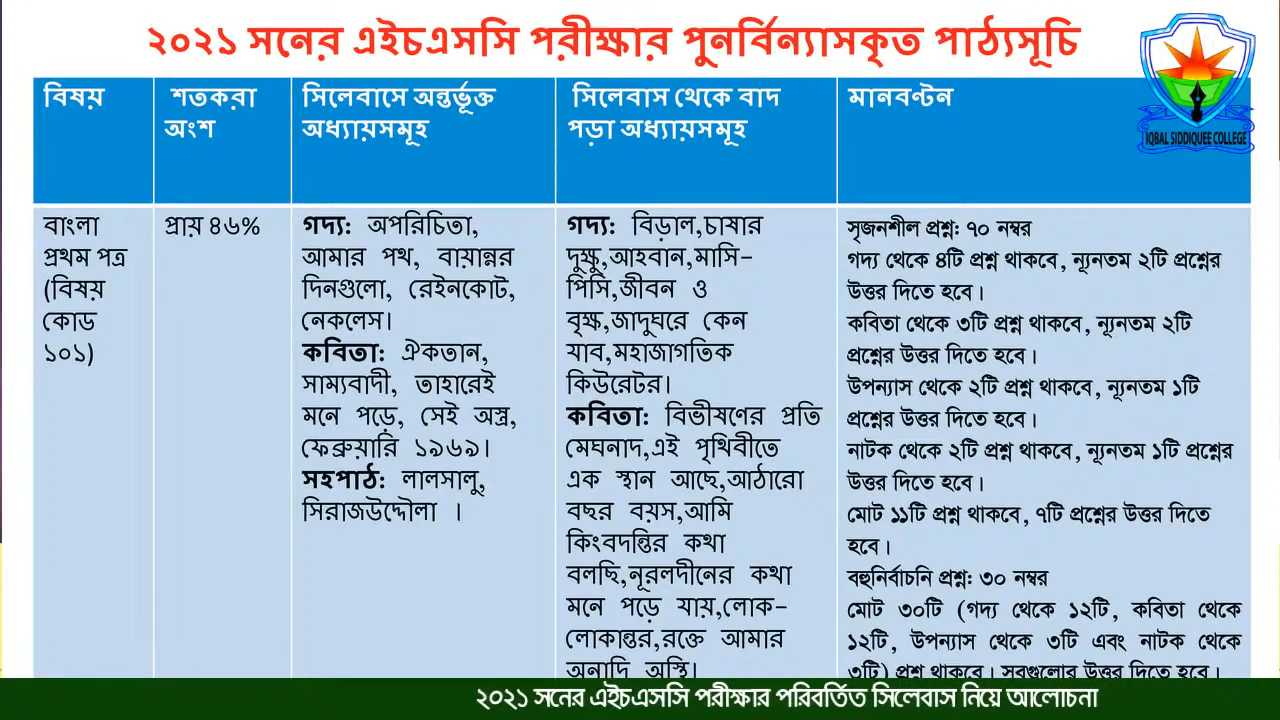 ২০২১ সনের এইচএসসি পরীক্ষার পুনর্বিন্যাসকৃত পাঠ্যসূচি
IQBAL SIDDIQUEE COLLEGE
বিষয়
শতকরা
অংশ
সিলেবাসে অন্তর্ভূক্ত
অধ্যায়সমূহ
সিলেবাস থেকে বাদ
পড়া অধ্যায়সমূহ
মানবণ্টন
বাংলা
প্রথম পত্র
(বিষয়
কোড
১০১)
প্রায় ৪৬%
গদ্য: অপরিচিতা,
আমার পথ, বায়ান্নর
দিনগুলো, রেইনকোট,
নেকলেস।
কবিতা: ঐকতান,
সাম্যবাদী, তাহারেই
মনে পড়ে, সেই অস্ত্র,
ফেব্রুয়ারি ১৯৬৯।
সহপাঠ: লালসালু,
সিরাজউদ্দৌলা ।
গদ্য: বিড়াল,চাষার
দুক্ষু,আহবান,মাসি-
পিসি,জীবন ও
বৃক্ষ,জাদুঘরে কেন
যাব,মহাজাগতিক
কিউরেটর।
কবিতা: বিভীষণের প্রতি
মেঘনাদ,এই পৃথিবীতে
এক স্থান আছে,আঠারো
বছর বয়স,আমি
কিংবদন্তির কথা
বলছি,নূরলদীনের কথা
মনে পড়ে যায়,লোক-
লোকান্তর,রক্তে আমার
অনাদি অস্থি।
সৃজনশীল প্রশ্ন: ৭০ নম্বর
গদ্য থেকে ৪টি প্রশ্ন থাকবে, ন্যূনতম ২টি প্রশ্নের
উত্তর দিতে হবে।
কবিতা থেকে ৩টি প্রশ্ন থাকবে, ন্যূনতম ২টি
প্রশ্নের উত্তর দিতে হবে।
উপন্যাস থেকে ২টি প্রশ্ন থাকবে, ন্যূনতম ১টি
প্রশ্নের উত্তর দিতে হবে।
নাটক থেকে ২টি প্রশ্ন থাকবে, ন্যূনতম ১টি প্রশ্নের
উত্তর দিতে হবে।
মোট ১১টি প্রশ্ন থাকবে, ৭টি প্রশ্নের উত্তর দিতে
হবে।
বহুনির্বাচনি প্রশ্ন: ৩০ নম্বর
মোট ৩০টি (গদ্য থেকে ১২টি, কবিতা থেকে
১২টি, উপন্যাস থেকে ৩টি এবং নাটক থেকে
৩টি) প্রশ্ন থাকবে। সবগুলোর উত্তর দিতে হবে।
২০২১ সনের এইচএসসি পরীক্ষার পরিবর্তিত সিলেবাস নিয়ে আলোচনা